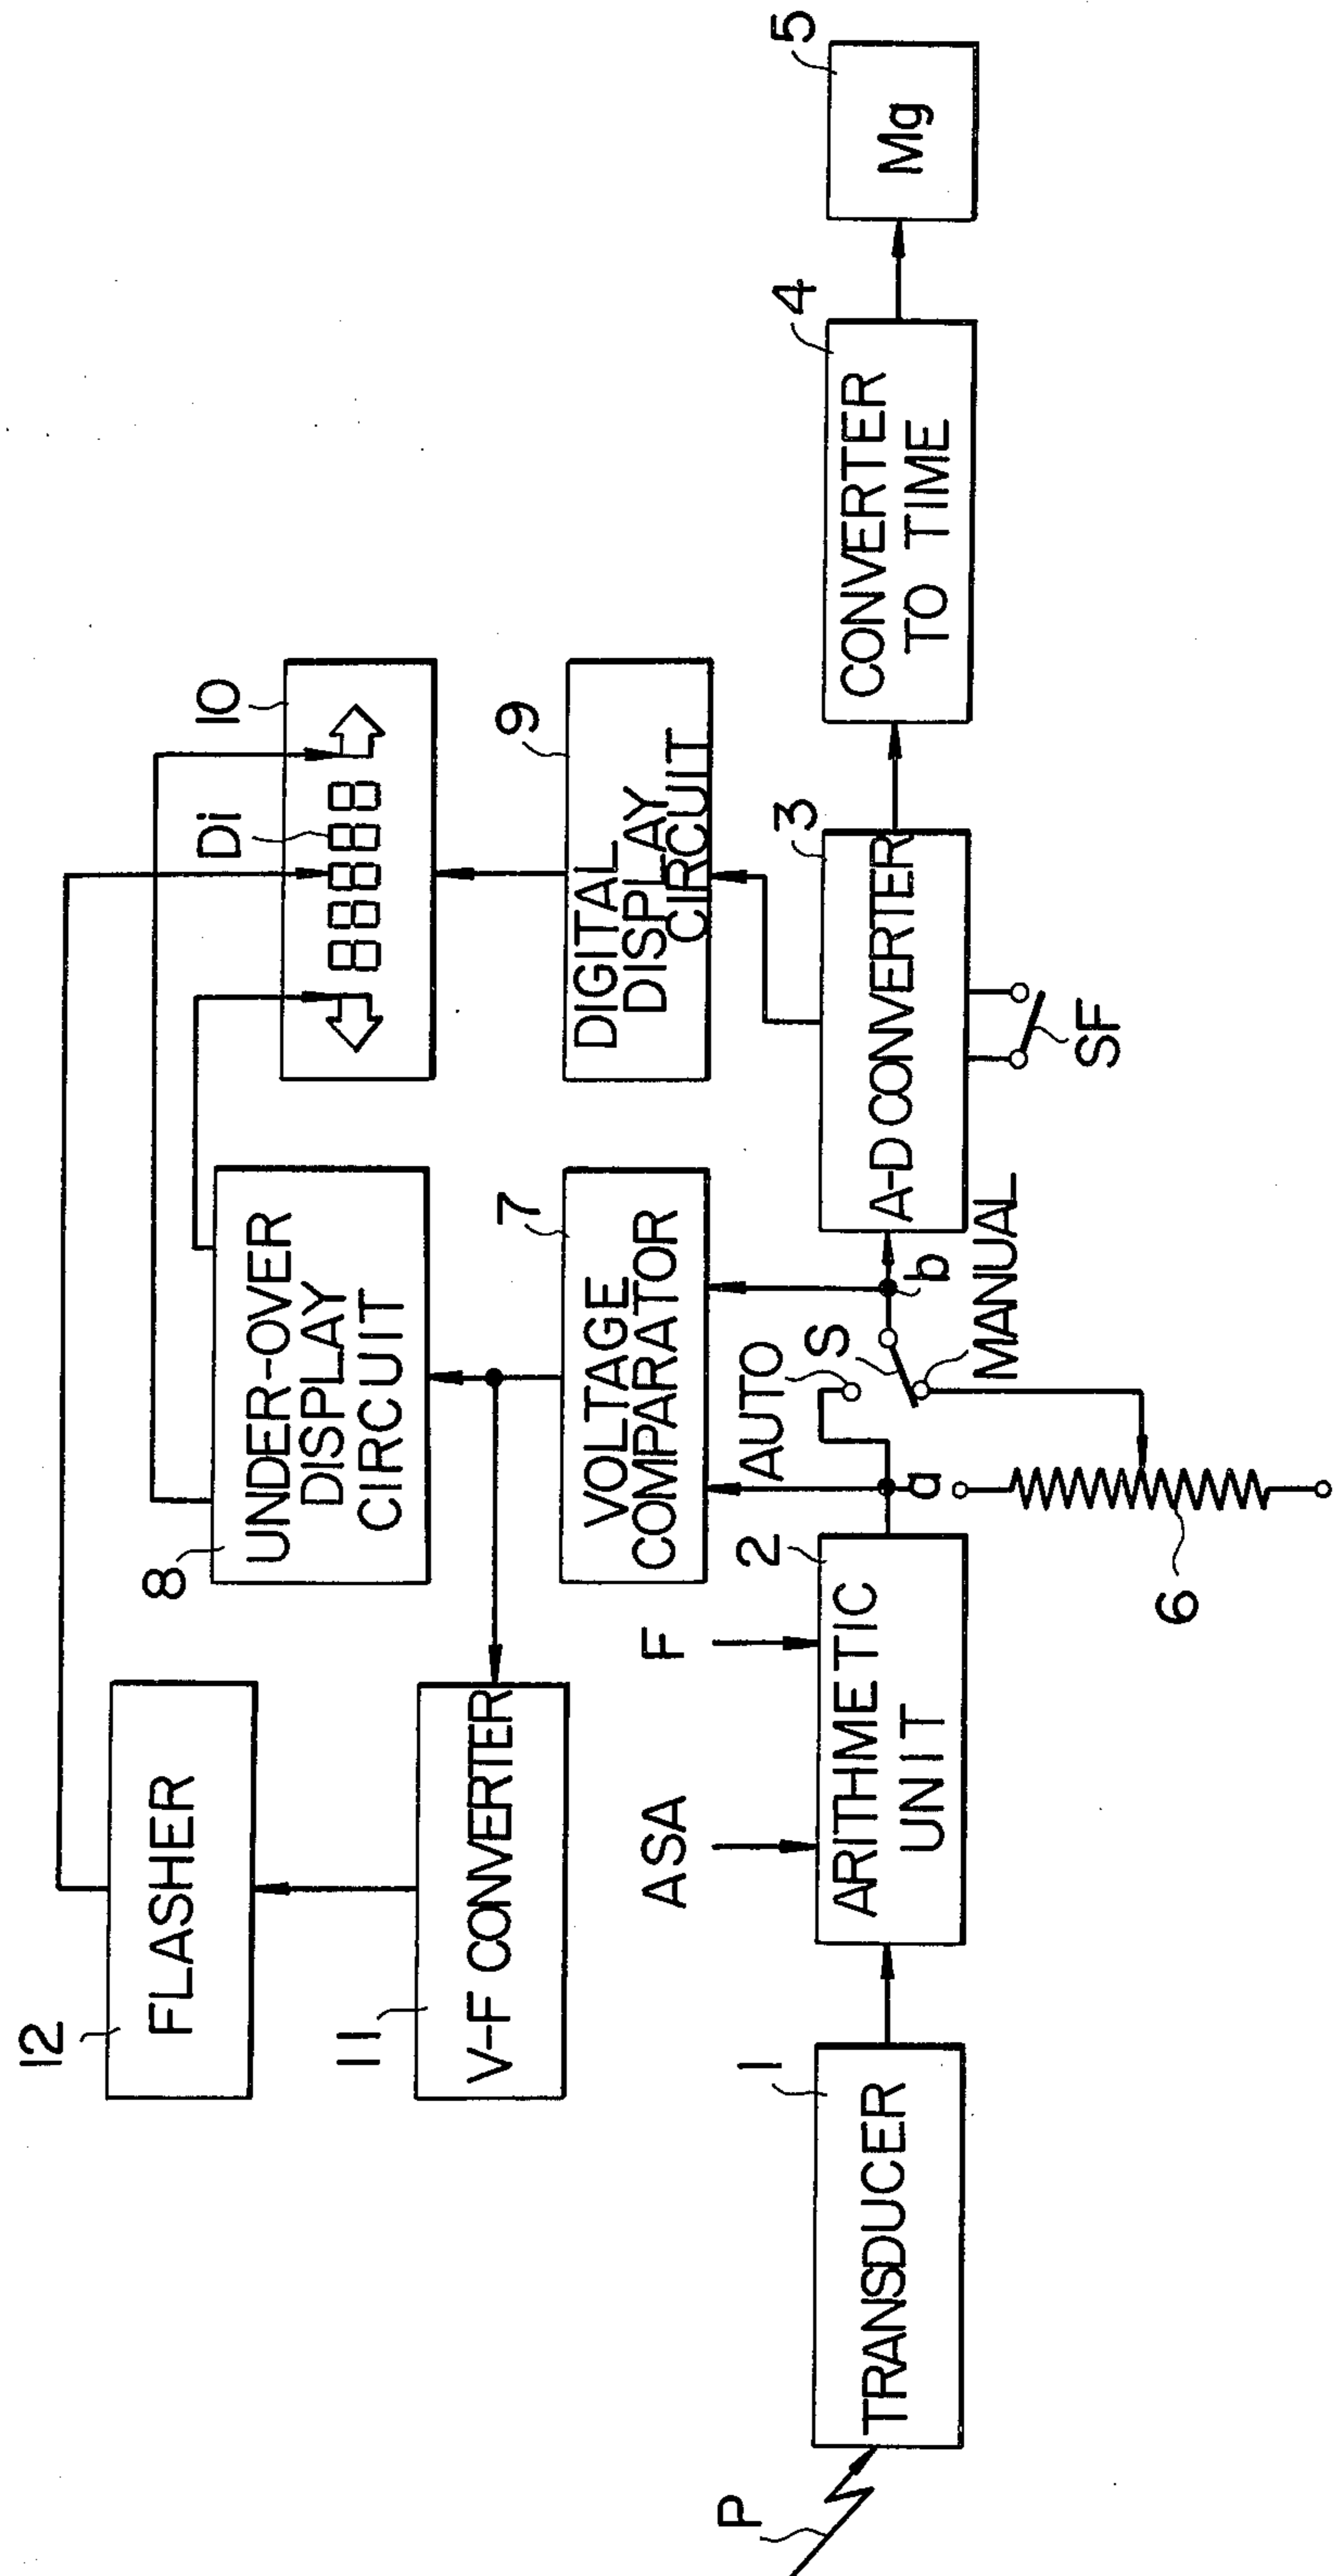 12
FLASHER
8
UNDER-OVER
DISPLAY
CIRCUIT
10
Di
11
V-F CONVERTER
7
VOLTAGE
COMPARATOR
9
DIGITAL
DISPLAY
CIRCUIT
ASA
F
AUTO
S
P
1
TRANSDUCER
2
ARITHMETIC
UNIT
a
b
3
A-D CONVERTER
4
CONVERTER
TO TIME
5
Mg
MANUAL
SF
6